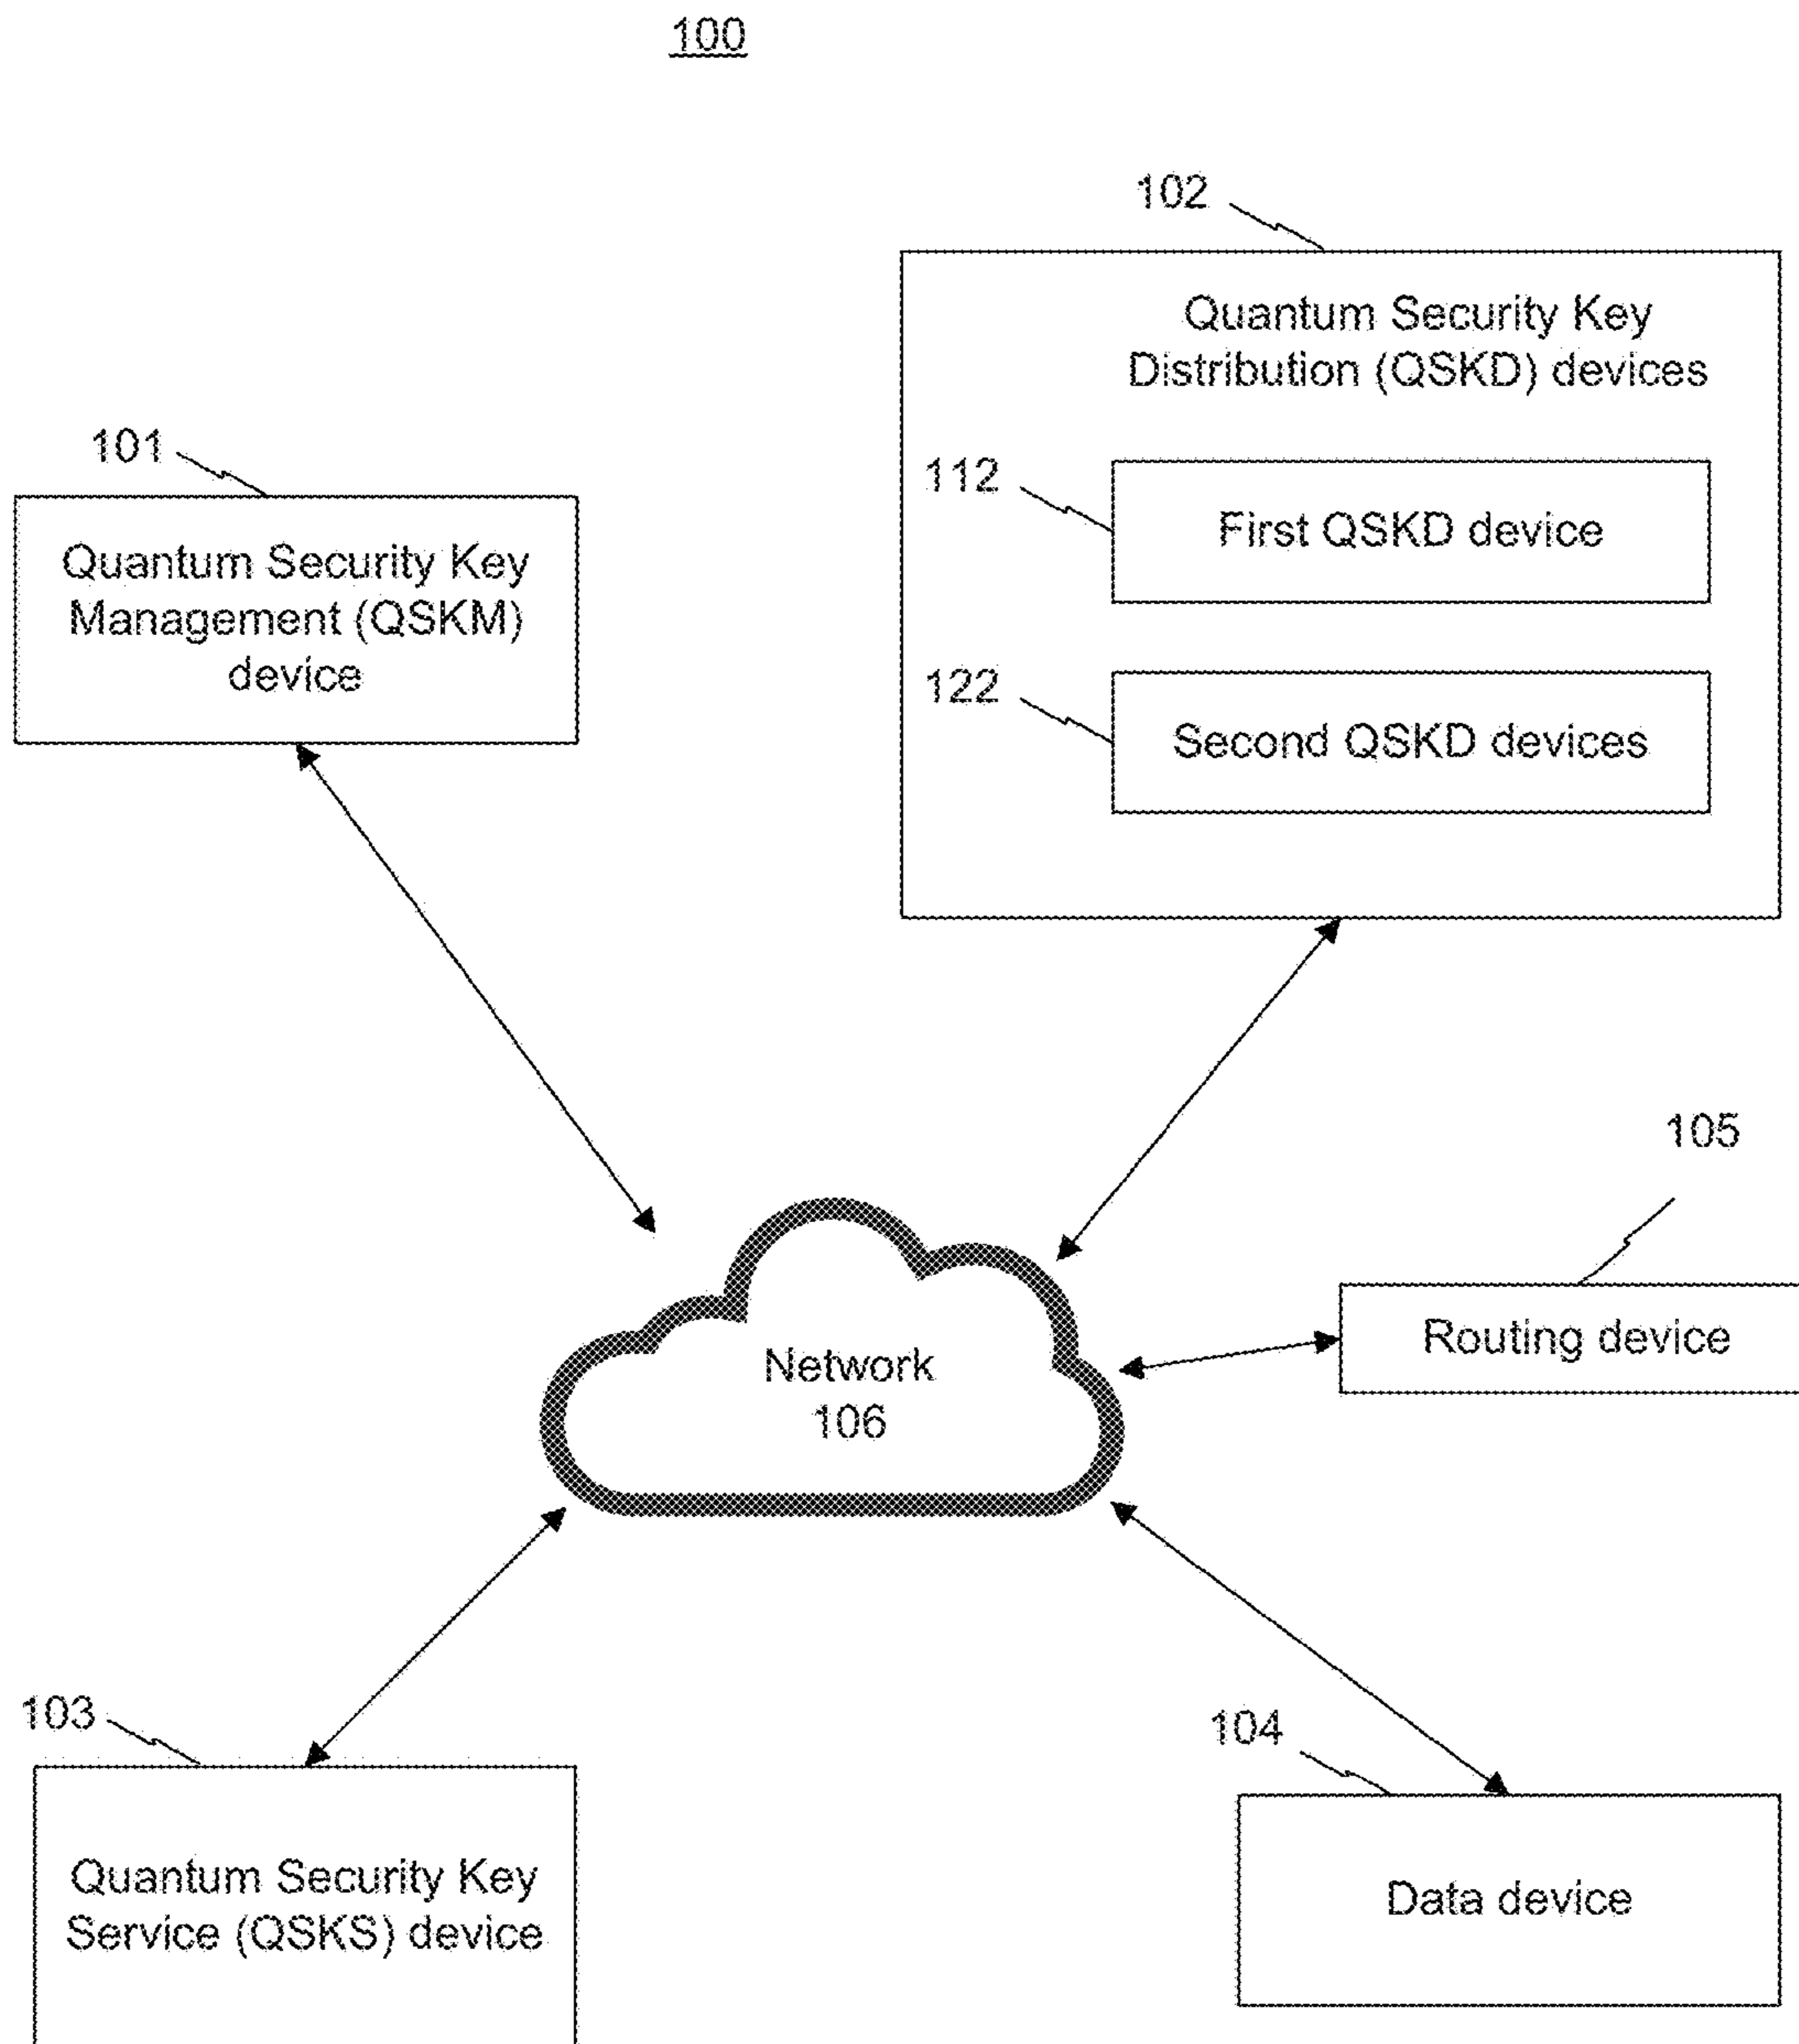 100
102
Quantum Security Key
Distribution (QSKD) devices
101
112
First QSKD device
Quantum Security Key
Management (QSKM)
device
122
Second QSKD devices
105
Routing device
Network
106
103
104
Quantum Security Key
Service (QSKS) device
Data device